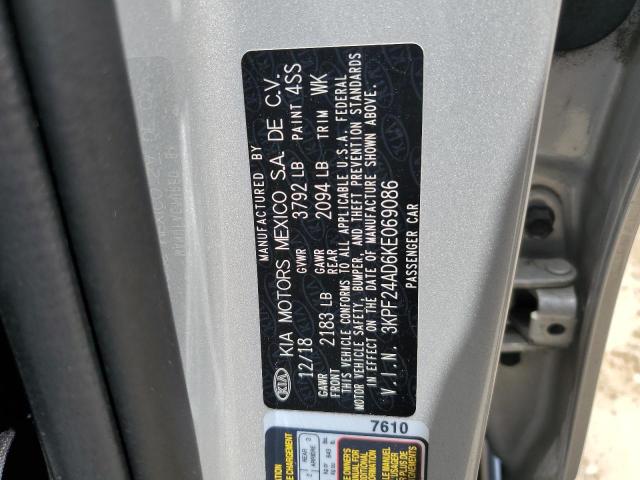 MANUFACTURED BY
KIA KIA MOTORS MEXICO S.A. DE C.V.
12/18 GVWR 3792 LB PAINT 4SS
GAWR FRONT 2183 LB GAWR REAR 2094 LB TRIM WK
THIS VEHICLE CONFORMS TO ALL APPLICABLE U.S.A. FEDERAL
MOTOR VEHICLE SAFETY, BUMPER, AND THEFT PREVENTION STANDARDS
IN EFFECT ON THE DATE OF MANUFACTURE SHOWN ABOVE.
V.I.N. 3KPF24AD6KE069086
PASSENGER CAR
7610